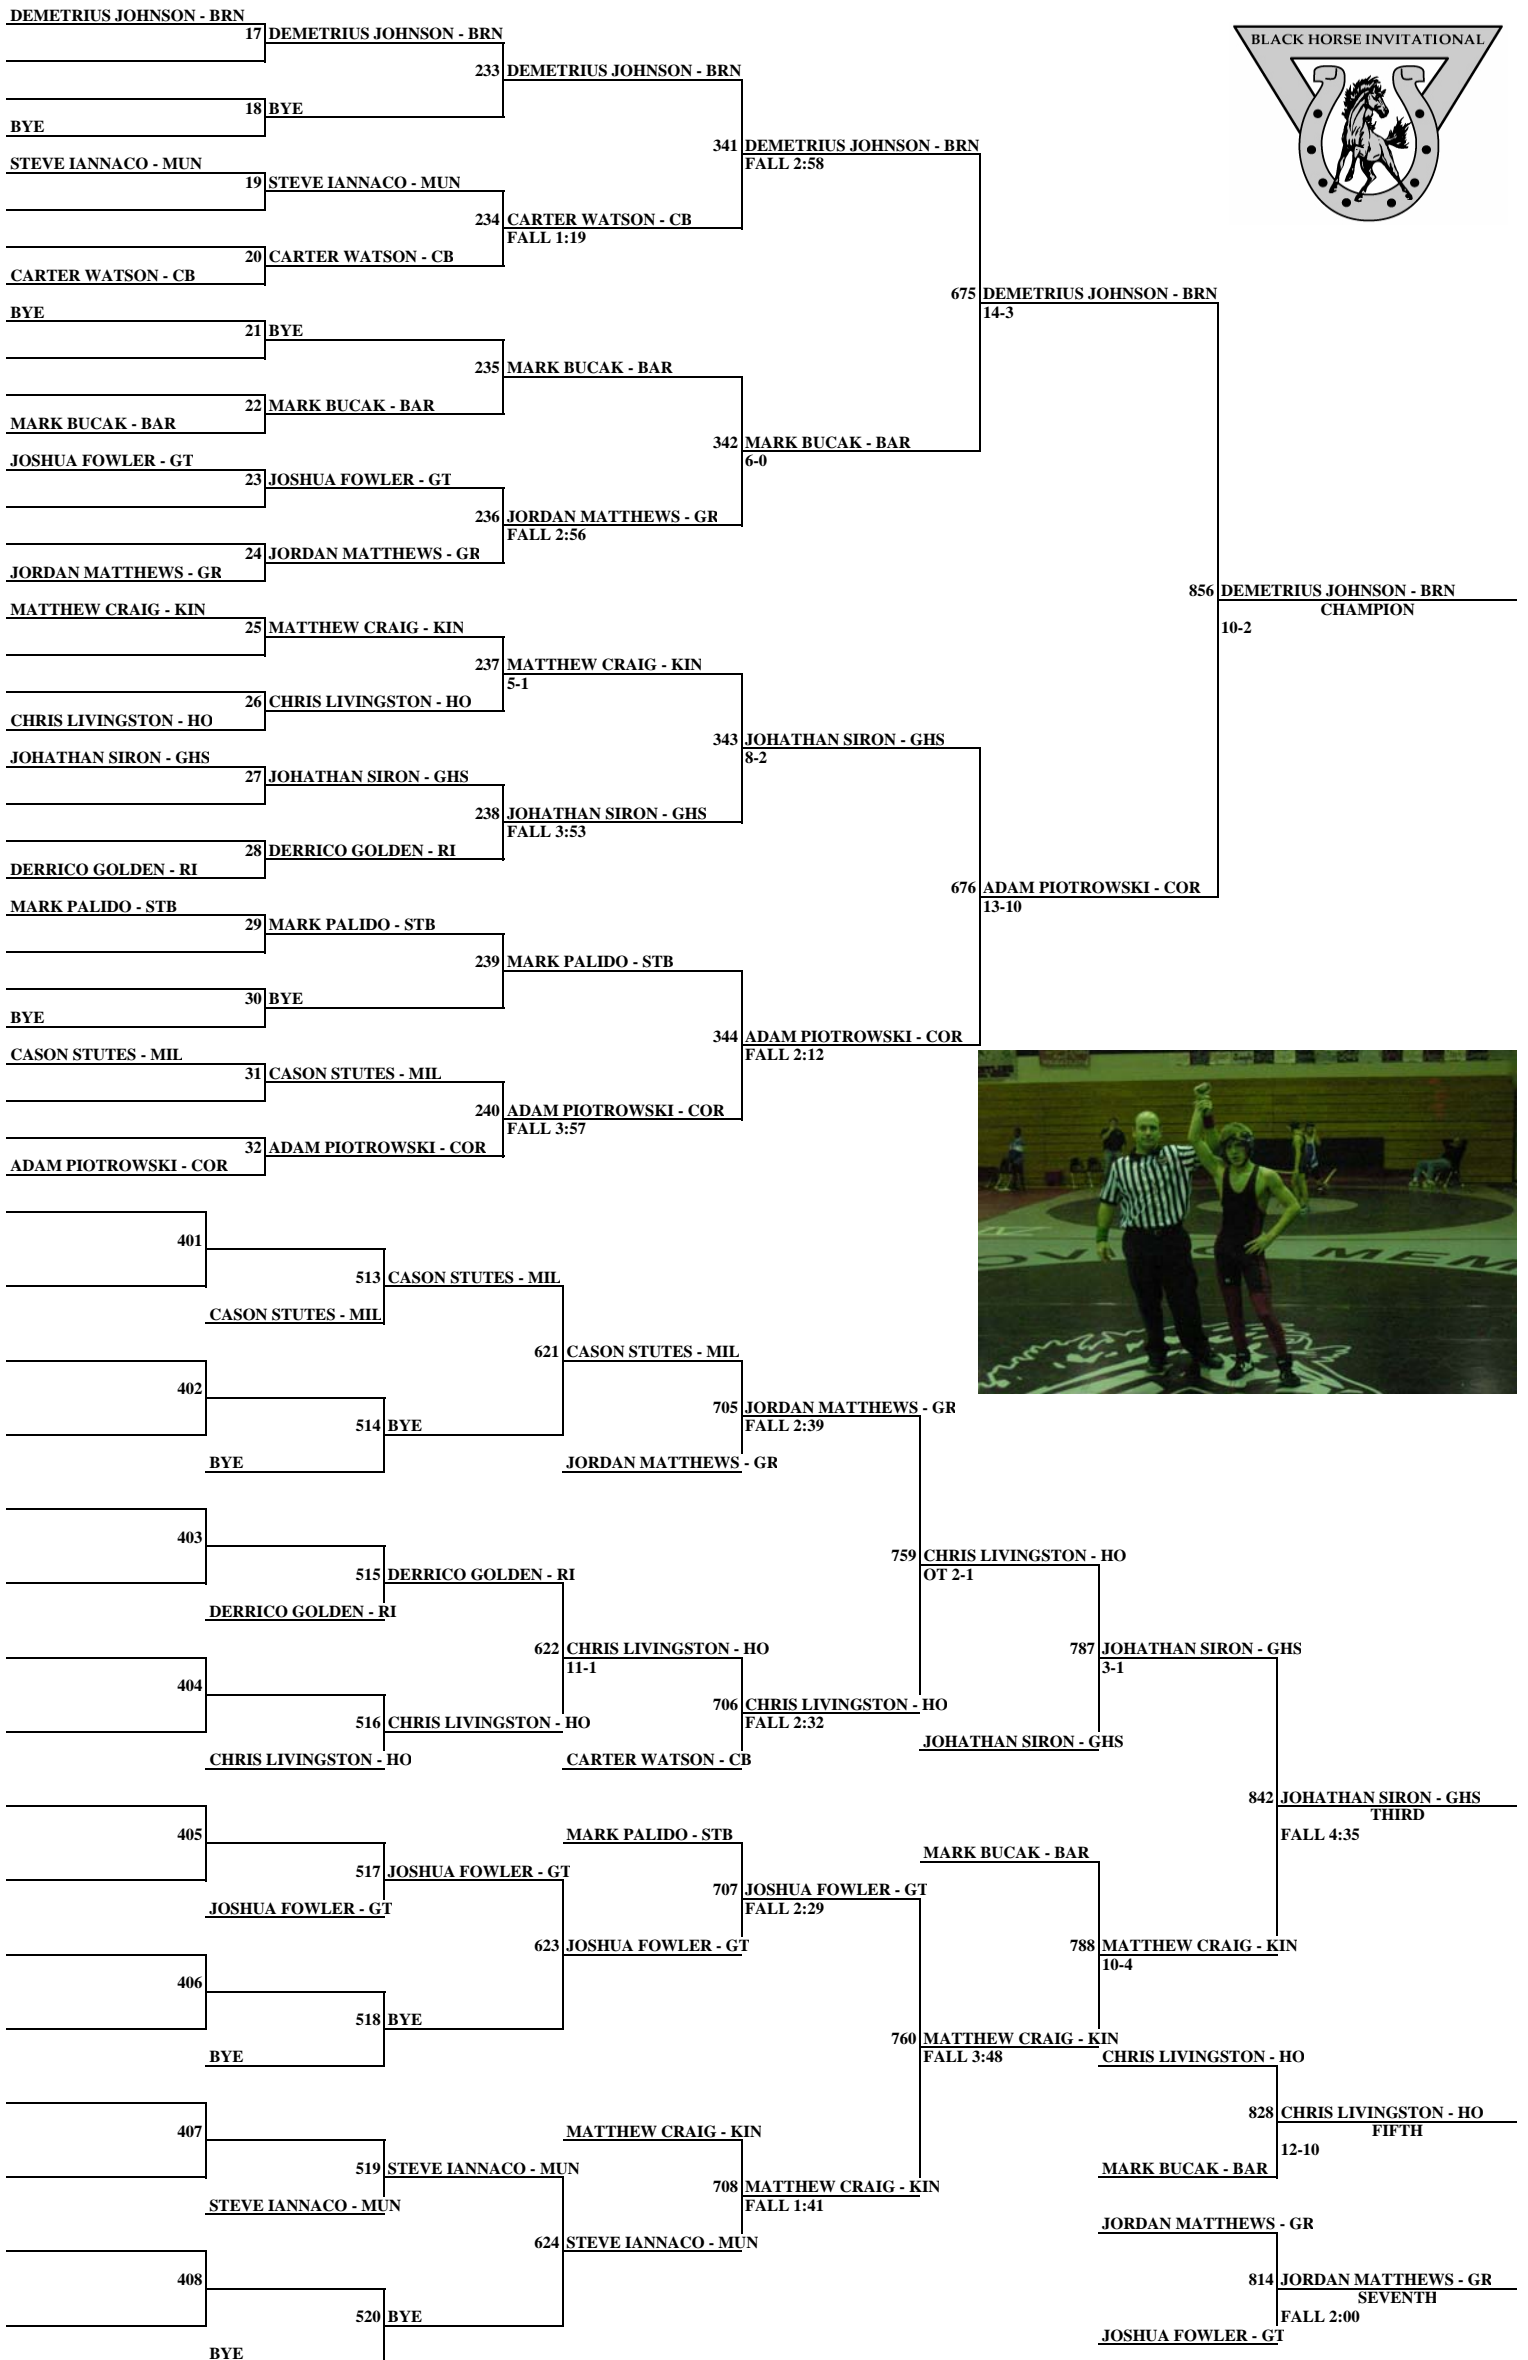 DEMETRIUS JOHNSON - BRN
17 DEMETRIUS JOHNSON - BRN
233 DEMETRIUS JOHNSON - BRN
18 BYE
BYE
341 DEMETRIUS JOHNSON - BRN
FALL 2:58
STEVE IANNACO - MUN
19 STEVE IANNACO - MUN
234 CARTER WATSON - CB
FALL 1:19
20 CARTER WATSON - CB
CARTER WATSON - CB
675 DEMETRIUS JOHNSON - BRN
14-3
BYE
21 BYE
235 MARK BUCAK - BAR
22 MARK BUCAK - BAR
MARK BUCAK - BAR
342 MARK BUCAK - BAR
6-0
JOSHUA FOWLER - GT
23 JOSHUA FOWLER - GT
236 JORDAN MATTHEWS - GR
FALL 2:56
24 JORDAN MATTHEWS - GR
JORDAN MATTHEWS - GR
856 DEMETRIUS JOHNSON - BRN
CHAMPION
10-2
MATTHEW CRAIG - KIN
25 MATTHEW CRAIG - KIN
237 MATTHEW CRAIG - KIN
5-1
26 CHRIS LIVINGSTON - HO
CHRIS LIVINGSTON - HO
343 JOHATHAN SIRON - GHS
8-2
JOHATHAN SIRON - GHS
27 JOHATHAN SIRON - GHS
238 JOHATHAN SIRON - GHS
FALL 3:53
28 DERRICO GOLDEN - RI
DERRICO GOLDEN - RI
676 ADAM PIOTROWSKI - COR
13-10
MARK PALIDO - STB
29 MARK PALIDO - STB
239 MARK PALIDO - STB
30 BYE
BYE
344 ADAM PIOTROWSKI - COR
FALL 2:12
CASON STUTES - MIL
31 CASON STUTES - MIL
240 ADAM PIOTROWSKI - COR
FALL 3:57
32 ADAM PIOTROWSKI - COR
ADAM PIOTROWSKI - COR
BLACK HORSE INVITATIONAL
MEM
401
513 CASON STUTES - MIL
CASON STUTES - MIL
621 CASON STUTES - MIL
402
514 BYE
BYE
705 JORDAN MATTHEWS - GR
FALL 2:39
JORDAN MATTHEWS - GR
403
515 DERRICO GOLDEN - RI
DERRICO GOLDEN - RI
759 CHRIS LIVINGSTON - HO
OT 2-1
622 CHRIS LIVINGSTON - HO
11-1
404
516 CHRIS LIVINGSTON - HO
CHRIS LIVINGSTON - HO
706 CHRIS LIVINGSTON - HO
FALL 2:32
CARTER WATSON - CB
787 JOHATHAN SIRON - GHS
3-1
JOHATHAN SIRON - GHS
842 JOHATHAN SIRON - GHS
THIRD
FALL 4:35
405
517 JOSHUA FOWLER - GT
JOSHUA FOWLER - GT
MARK PALIDO - STB
707 JOSHUA FOWLER - GT
FALL 2:29
623 JOSHUA FOWLER - GT
MARK BUCAK - BAR
788 MATTHEW CRAIG - KIN
10-4
406
518 BYE
BYE
760 MATTHEW CRAIG - KIN
FALL 3:48
CHRIS LIVINGSTON - HO
828 CHRIS LIVINGSTON - HO
FIFTH
12-10
MARK BUCAK - BAR
407
519 STEVE IANNACO - MUN
STEVE IANNACO - MUN
MATTHEW CRAIG - KIN
708 MATTHEW CRAIG - KIN
FALL 1:41
624 STEVE IANNACO - MUN
408
520 BYE
BYE
JORDAN MATTHEWS - GR
814 JORDAN MATTHEWS - GR
SEVENTH
FALL 2:00
JOSHUA FOWLER - GT